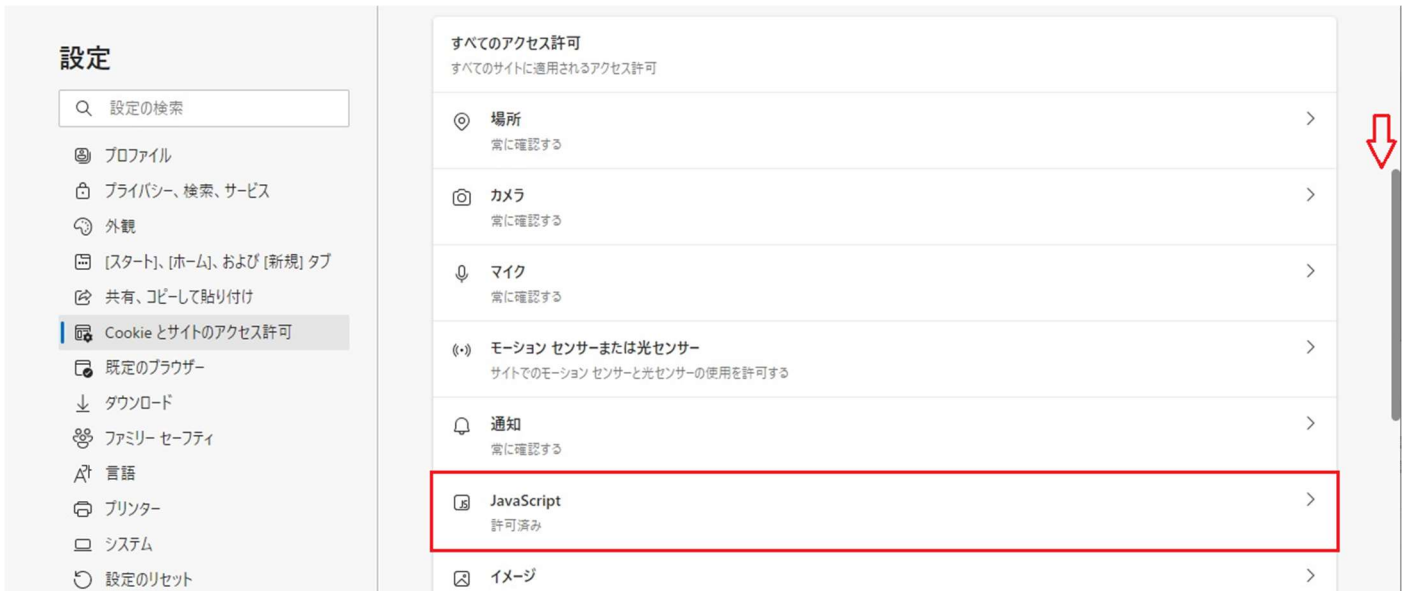 設定
設定の検索
プロファイル
プライバシー、検索、サービス
外観
[スタート]、[ホーム]、および [新規] タブ
共有、コピーして貼り付け
Cookie とサイトのアクセス許可
既定のブラウザー
ダウンロード
ファミリー セーフティ
言語
プリンター
システム
設定のリセット
すべてのアクセス許可
すべてのサイトに適用されるアクセス許可
場所
常に確認する
カメラ
常に確認する
マイク
常に確認する
モーション センサーまたは光センサー
サイトでのモーション センサーと光センサーの使用を許可する
通知
常に確認する
JavaScript
許可済み
イメージ